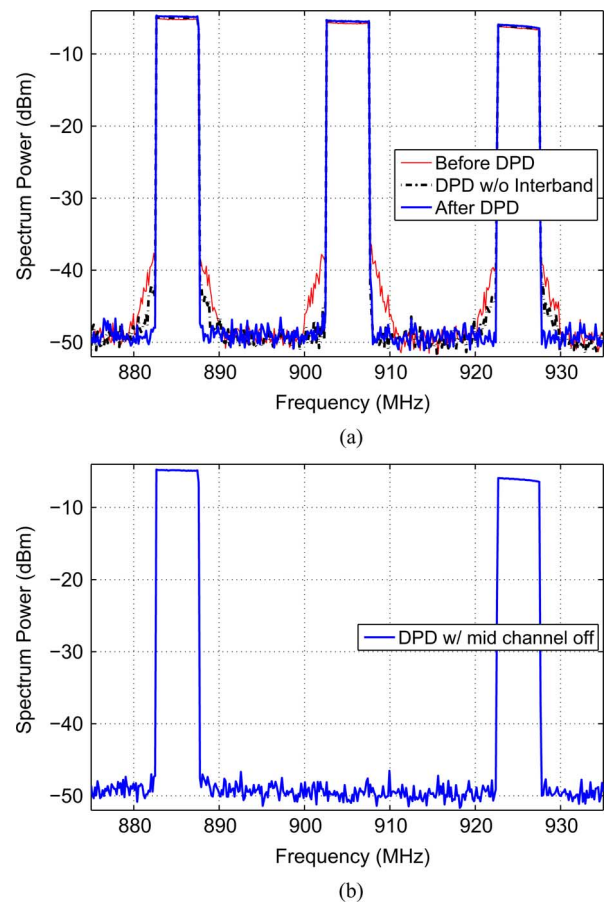 −10
−20
−30
−40
−50
Spectrum Power (dBm)
Before DPD
DPD w/o Interband
After DPD
880 890 900 910 920 930
Frequency (MHz)
(a)
−10
−20
−30
−40
−50
Spectrum Power (dBm)
DPD w/ mid channel off
880 890 900 910 920 930
Frequency (MHz)
(b)